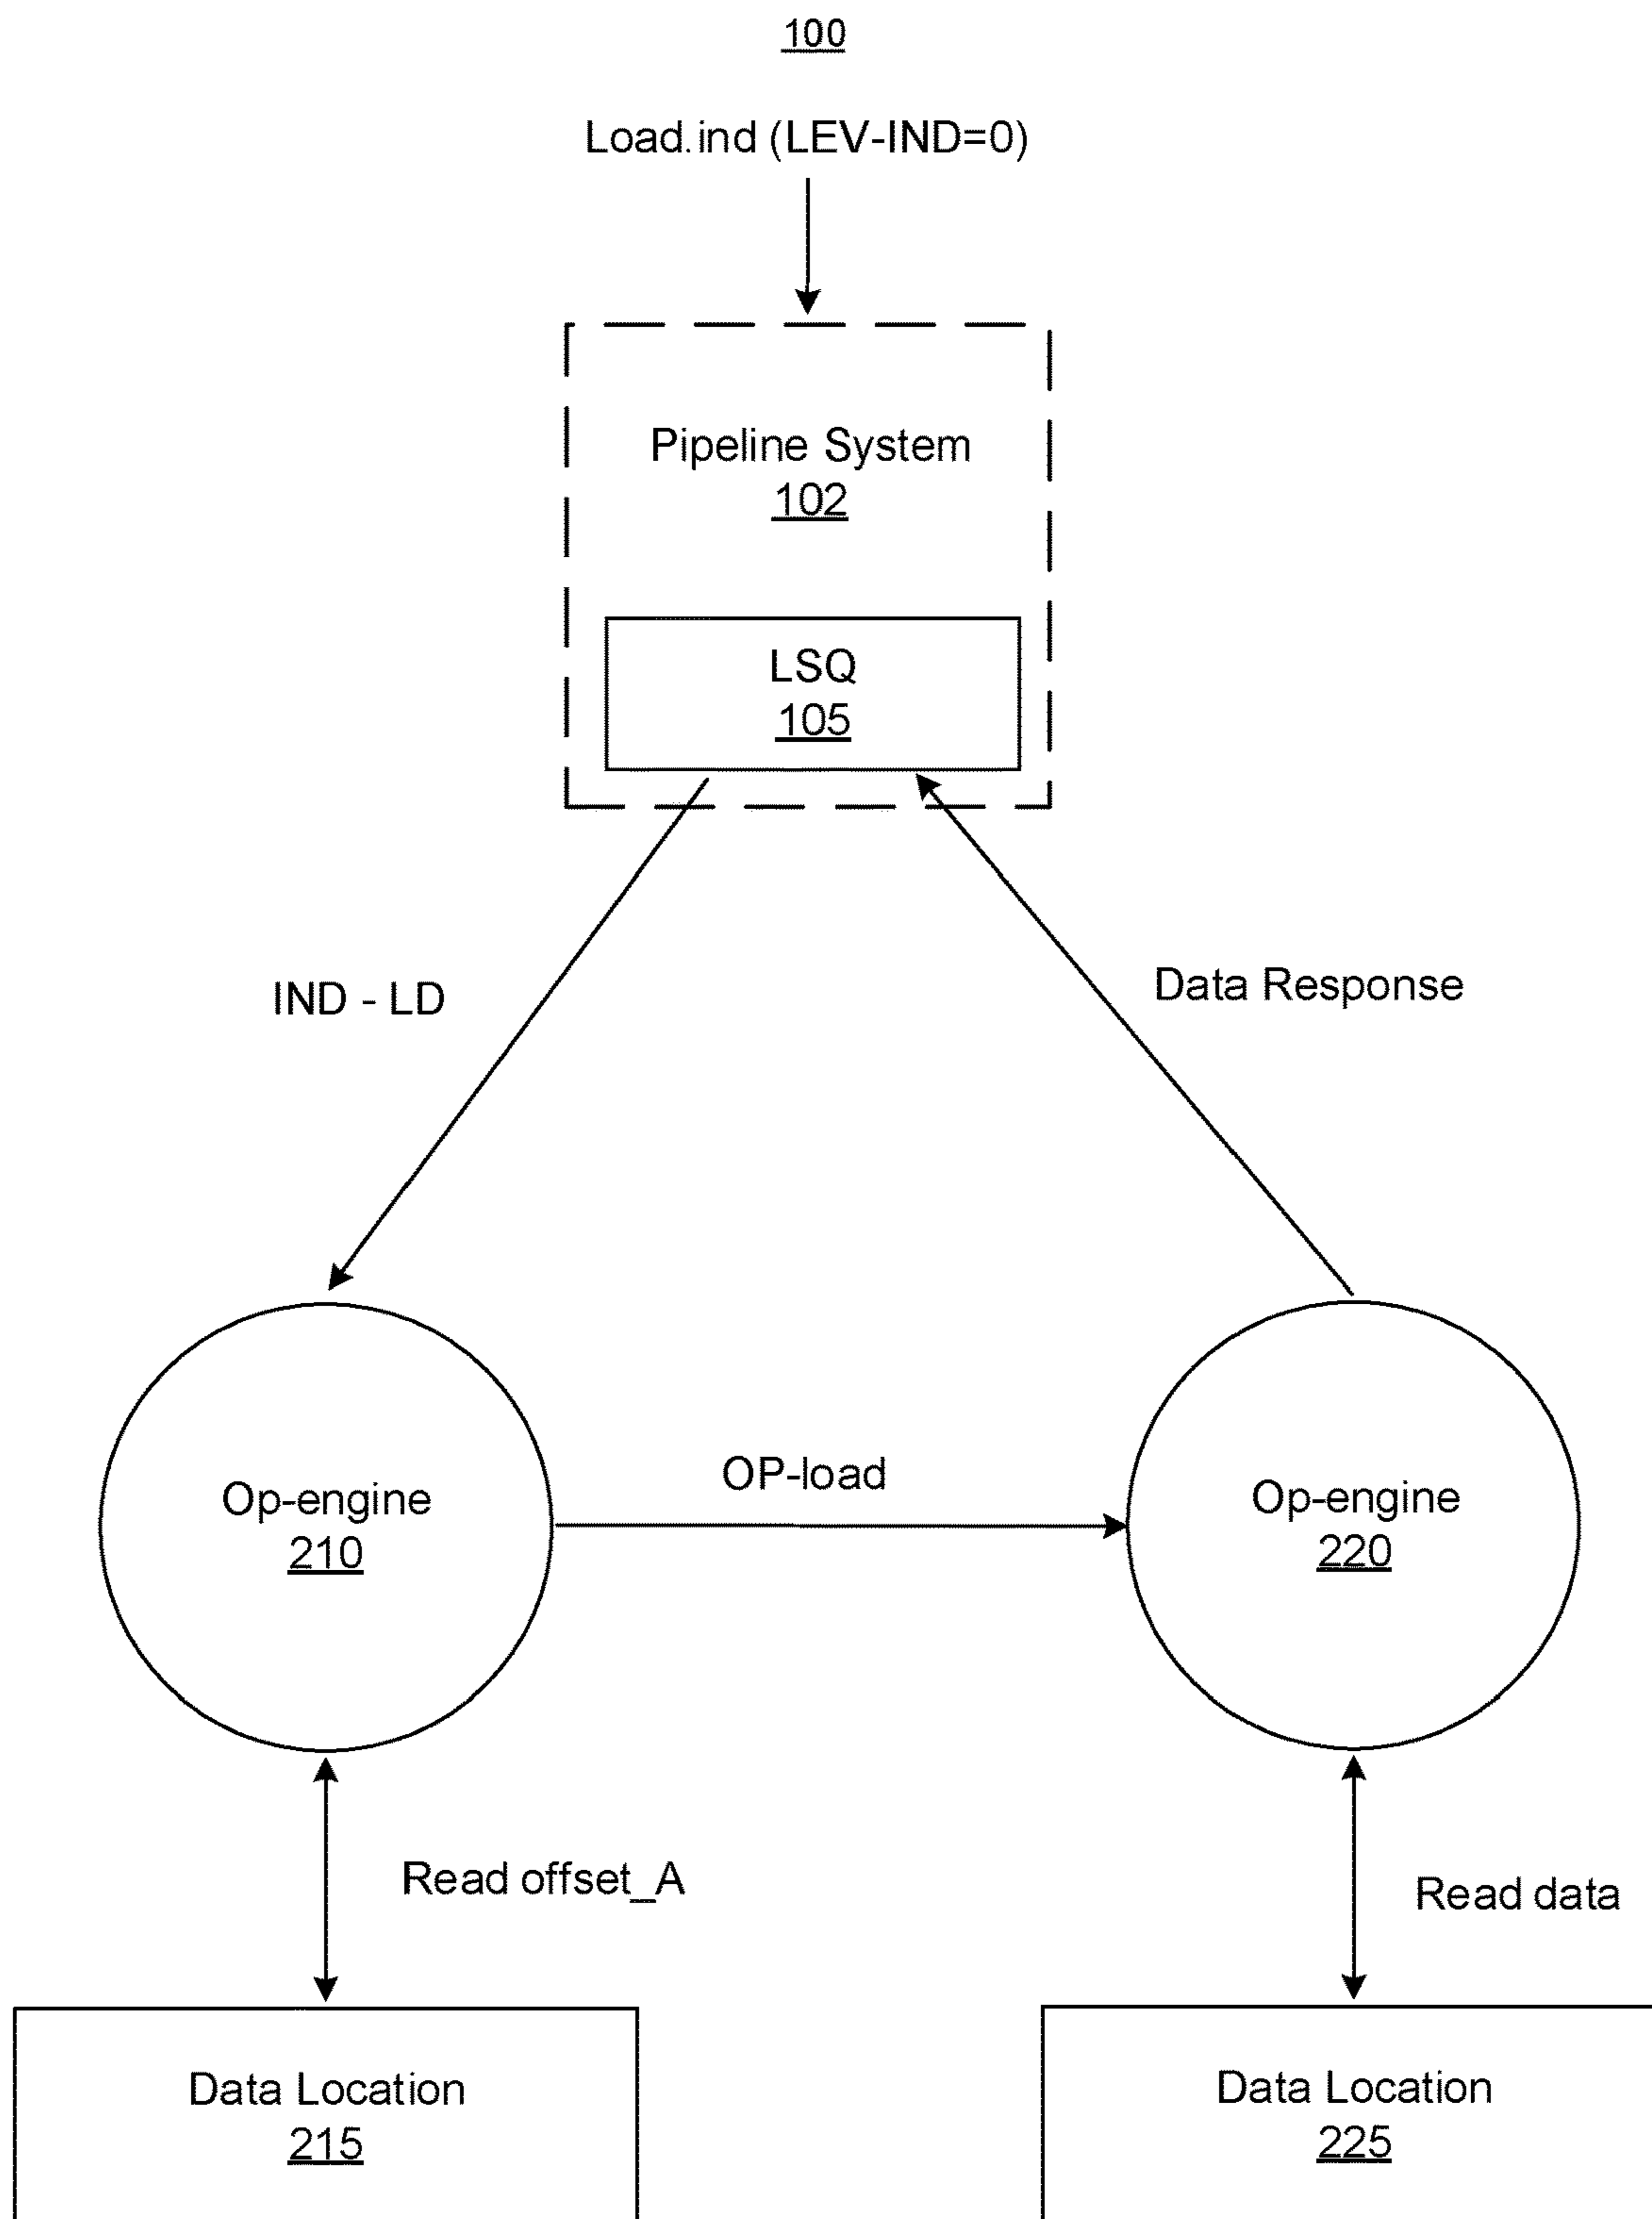 100
Load.ind (LEV-IND=0)
Pipeline System
102
LSQ
105
IND - LD
Data Response
Op-engine
210
OP-load
Op-engine
220
Read offset_A
Read data
Data Location
215
Data Location
225